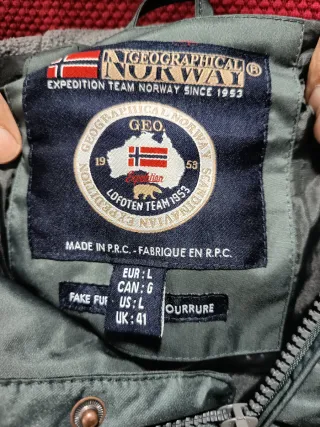 GEOGRAPHICAL
NORWAY®
EXPEDITION TEAM NORWAY SINCE 1953
GEOGRAPHICAL NORWAY SCANDINAVIAN EXPEDITION
GEO.
19 53
Expedition
LOFOTEN TEAM 1953
MADE IN P.R.C. - FABRIQUE EN R.P.C.
EUR : L
CAN : G
US : L
UK : 41
FAKE FUR
OURRURE